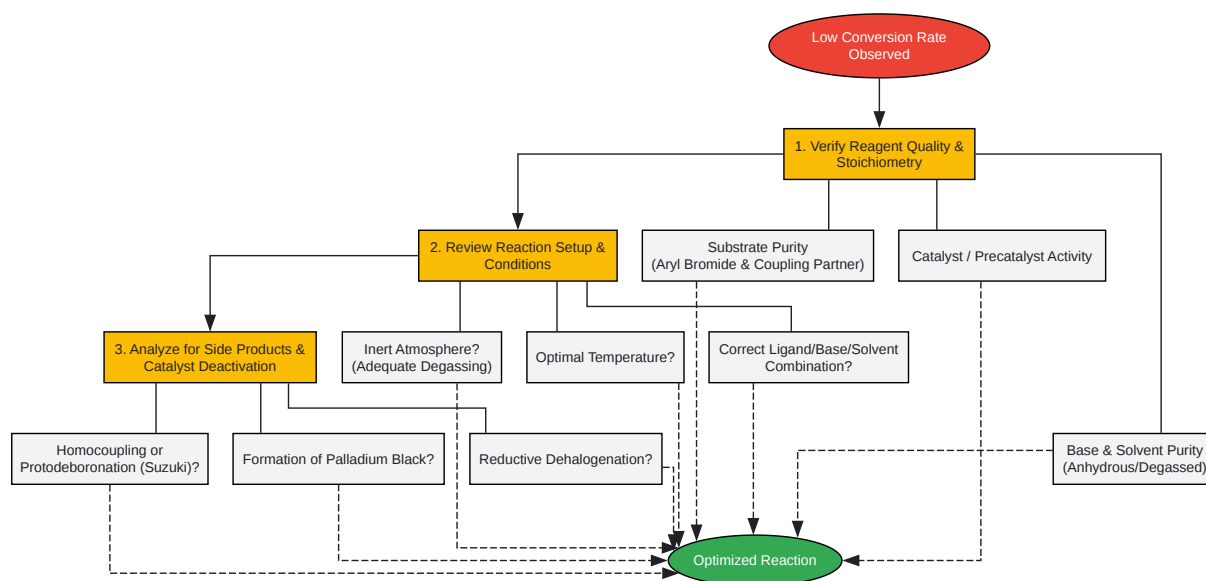 Low Conversion Rate
Observed
1. Verify Reagent Quality &
Stoichiometry
2. Review Reaction Setup &
Conditions
Substrate Purity
(Aryl Bromide & Coupling Partner)
Catalyst / Precatalyst Activity
3. Analyze for Side Products &
Catalyst Deactivation
Inert Atmosphere?
(Adequate Degassing)
Optimal Temperature?
Correct Ligand/Base/Solvent
Combination?
Homocoupling or
Protodeboronation (Suzuki)?
Formation of Palladium Black?
Reductive Dehalogenation?
Base & Solvent Purity
(Anhydrous/Degassed)
Optimized Reaction